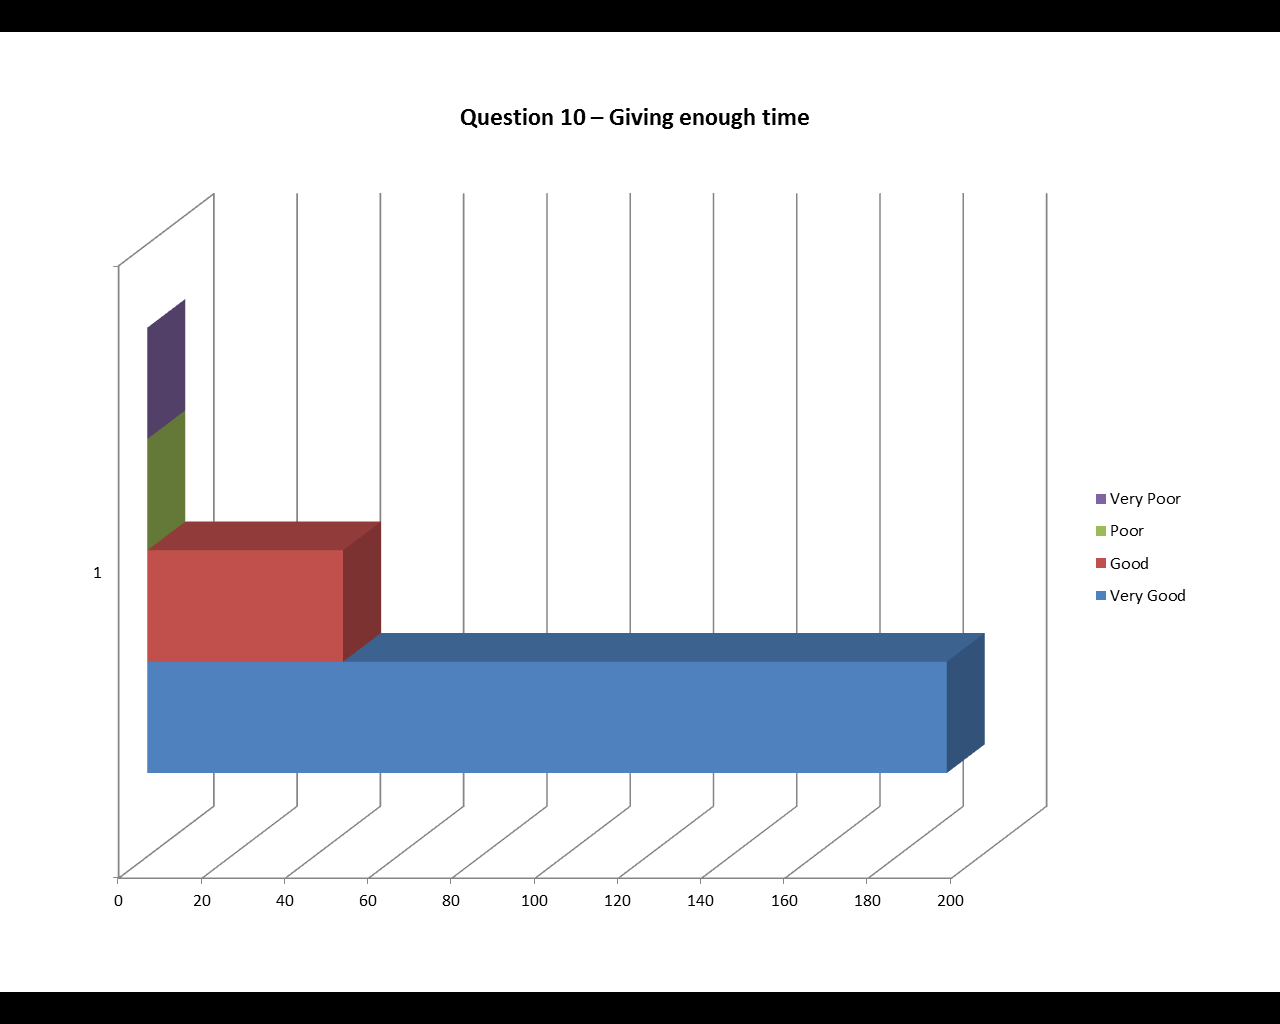 Question 10 – Giving enough time
1
Very Poor
Poor
Good
Very Good
0 20 40 60 80 100 120 140 160 180 200